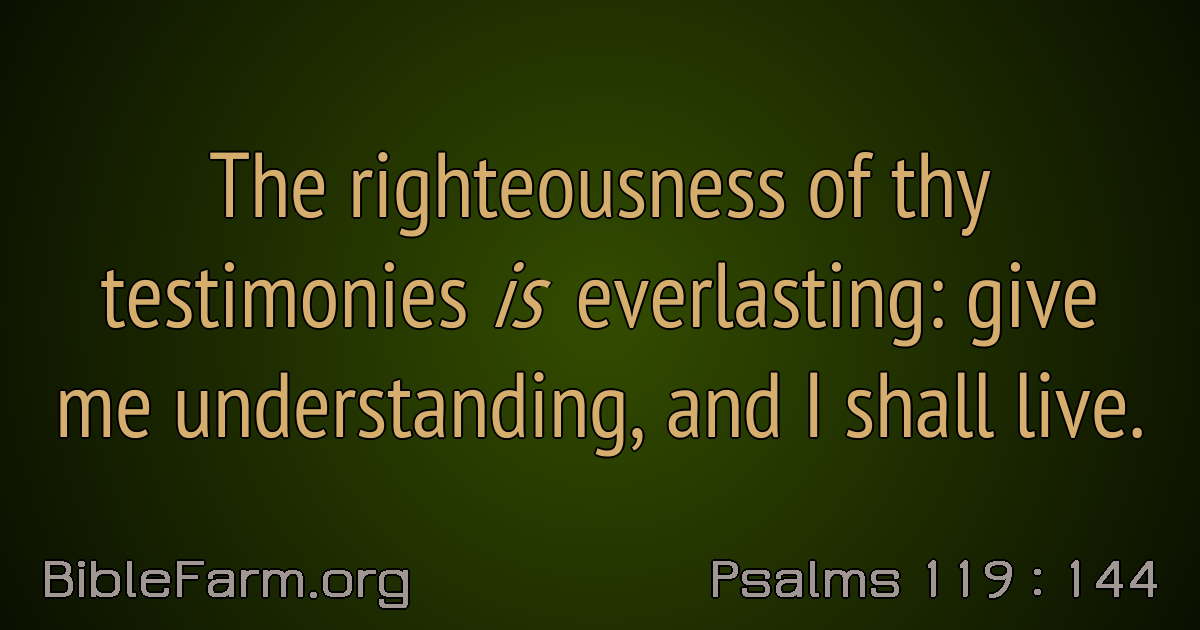 The righteousness of thy
testimonies is everlasting: give
me understanding, and I shall live.
BibleFarm.org
Psalms 119 : 144